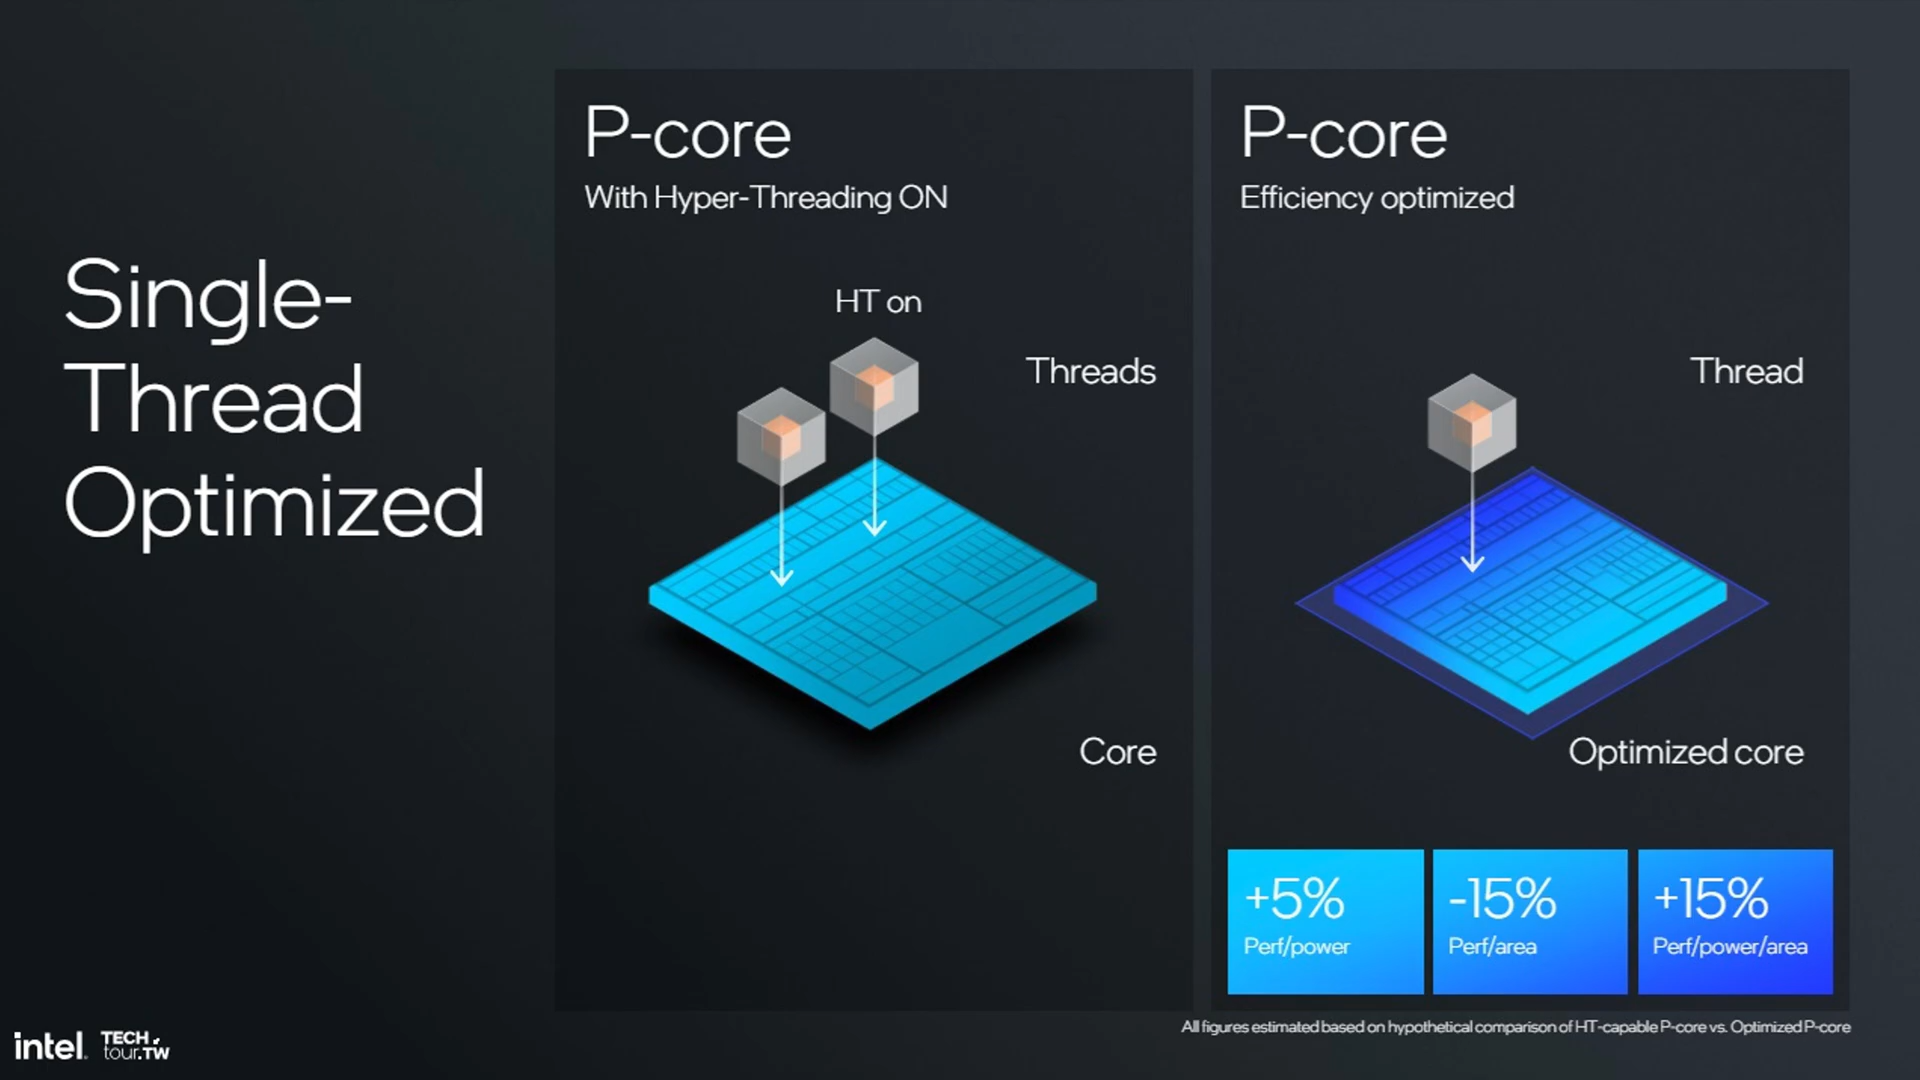 Single-
Thread
Optimized
P-core
With Hyper-Threading ON
HT on
Threads
Core
P-core
Efficiency optimized
Thread
Optimized core
+5%
Perf/power
-15%
Perf/area
+15%
Perf/power/area
All figures estimated based on hypothetical comparison of HT-capable P-core vs. Optimized P-core
intel.
TECH
tour.TW